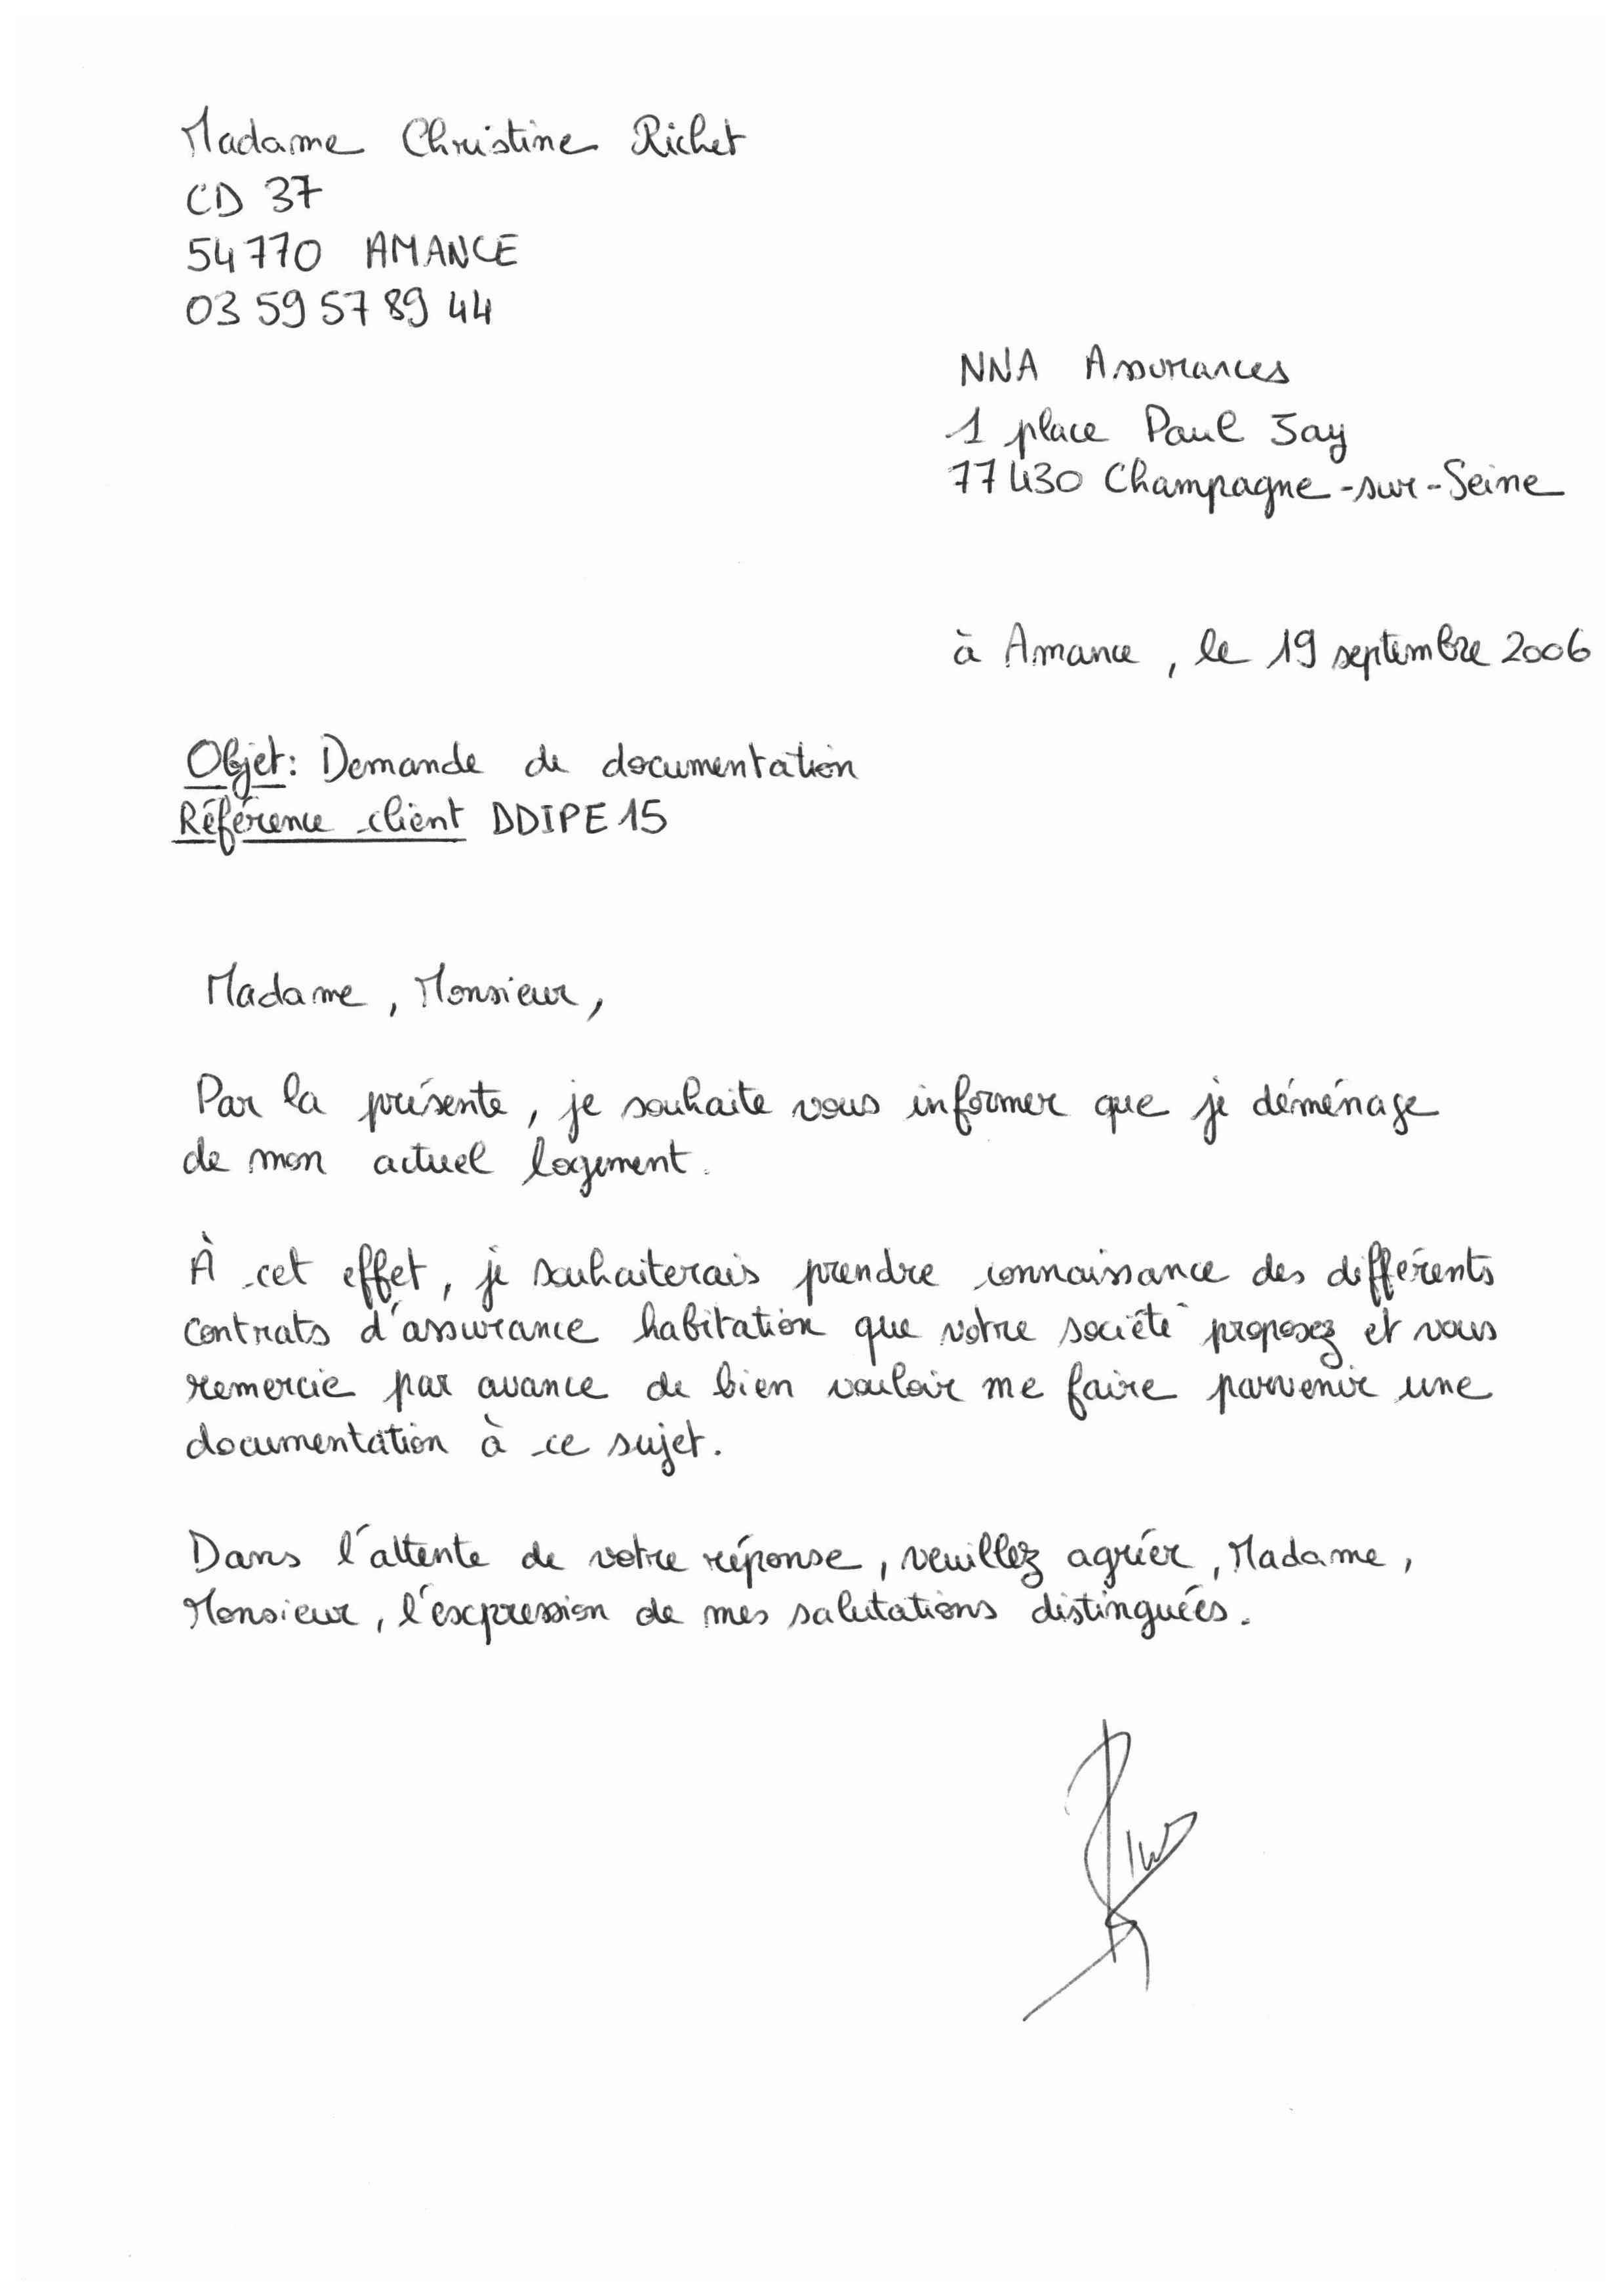 Madame Christine Richet
CD 37
54770 AMANCE
03 59 57 89 44
NNA Assurances
1 place Paul Jay
77430 Champagne-sur-Seine
à Amance, le 19 septembre 2006
Objet: Demande de documentation
Référence client DDIPE15
Madame, Monsieur,
Par la présente, je souhaite vous informer que je déménage
de mon actuel logement.
À cet effet, je souhaiterais prendre connaissance des différents
contrats d'assurance habitation que votre société proposez et vous
remercie par avance de bien vouloir me faire parvenir une
documentation à ce sujet.
Dans l'attente de votre réponse, veuillez agréer, Madame,
Monsieur, l'expression de mes salutations distinguées.